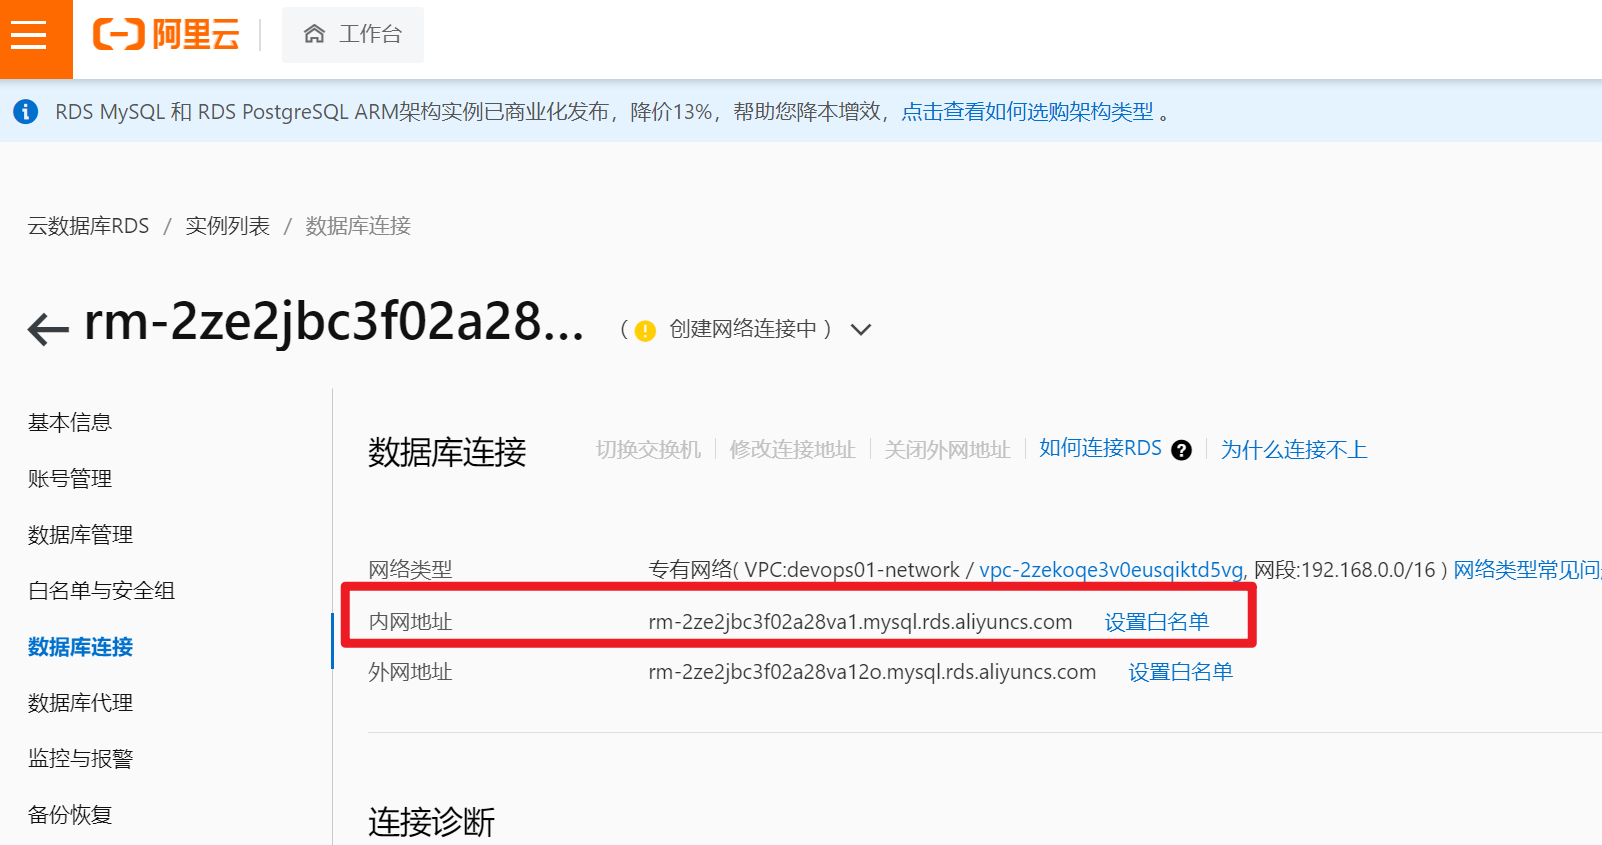 阿里云
工作台
RDS MySQL 和 RDS PostgreSQL ARM架构实例已商业化发布，降价13%，帮助您降本增效，点击查看如何选购架构类型 。
云数据库RDS / 实例列表 / 数据库连接
rm-2ze2jbc3f02a28... （ 创建网络连接中 ）
基本信息
账号管理
数据库管理
白名单与安全组
数据库连接
数据库代理
监控与报警
备份恢复
数据库连接 切换交换机 修改连接地址 关闭外网地址 如何连接RDS ? 为什么连接不上
网络类型 专有网络( VPC:devops01-network / vpc-2zekoqe3v0eusqiktd5vg, 网段:192.168.0.0/16 ) 网络类型常见问
内网地址 rm-2ze2jbc3f02a28va1.mysql.rds.aliyuncs.com 设置白名单
外网地址 rm-2ze2jbc3f02a28va12o.mysql.rds.aliyuncs.com 设置白名单
连接诊断